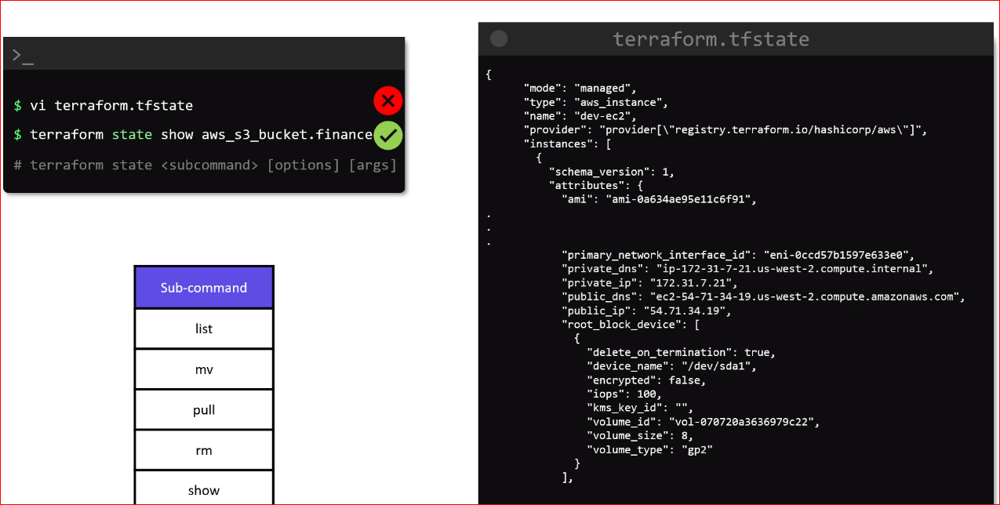 >_
$ vi terraform.tfstate
$ terraform state show aws_s3_bucket.finance
# terraform state <subcommand> [options] [args]
Sub-command
list
mv
pull
rm
show
terraform.tfstate
{
"mode": "managed",
"type": "aws_instance",
"name": "dev-ec2",
"provider": "provider[\"registry.terraform.io/hashicorp/aws\"]",
"instances": [
{
"schema_version": 1,
"attributes": {
"ami": "ami-0a634ae95e11c6f91",
.
.
.
"primary_network_interface_id": "eni-0ccd57b1597e633e0",
"private_dns": "ip-172-31-7-21.us-west-2.compute.internal",
"private_ip": "172.31.7.21",
"public_dns": "ec2-54-71-34-19.us-west-2.compute.amazonaws.com",
"public_ip": "54.71.34.19",
"root_block_device": [
{
"delete_on_termination": true,
"device_name": "/dev/sda1",
"encrypted": false,
"iops": 100,
"kms_key_id": "",
"volume_id": "vol-070720a3636979c22",
"volume_size": 8,
"volume_type": "gp2"
}
],